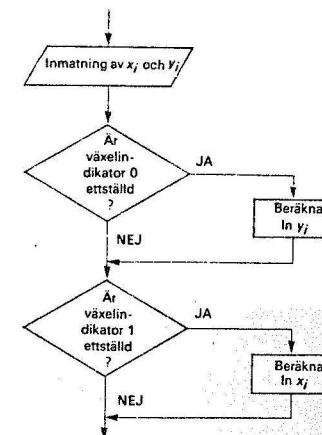 Inmatning av xi och yi
Är
växelin-
dikator 0
ettställd
?
JA
Beräkna
ln yi
NEJ
Är
växelin-
dikator 1
ettställd
?
JA
Beräkna
ln xi
NEJ